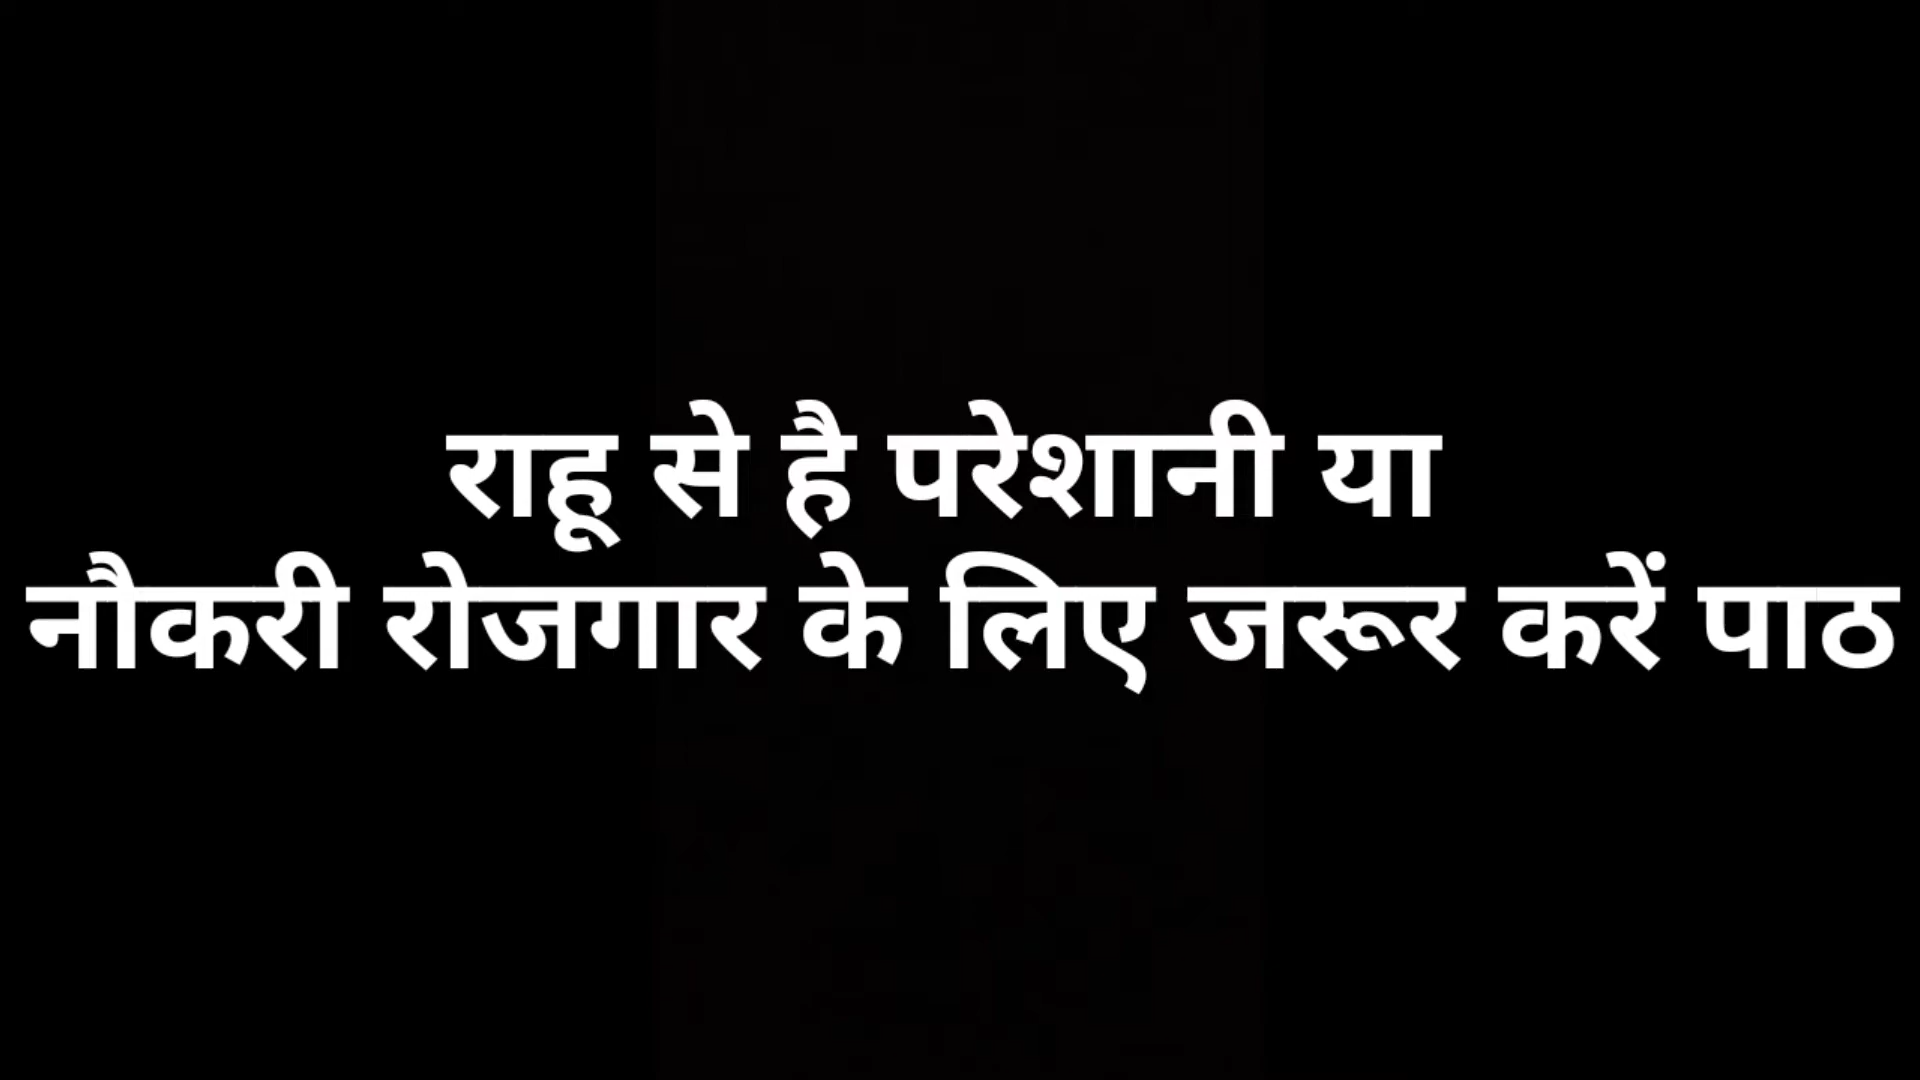 राहू से है परेशानी या
नौकरी रोजगार के लिए जरूर करें पाठ